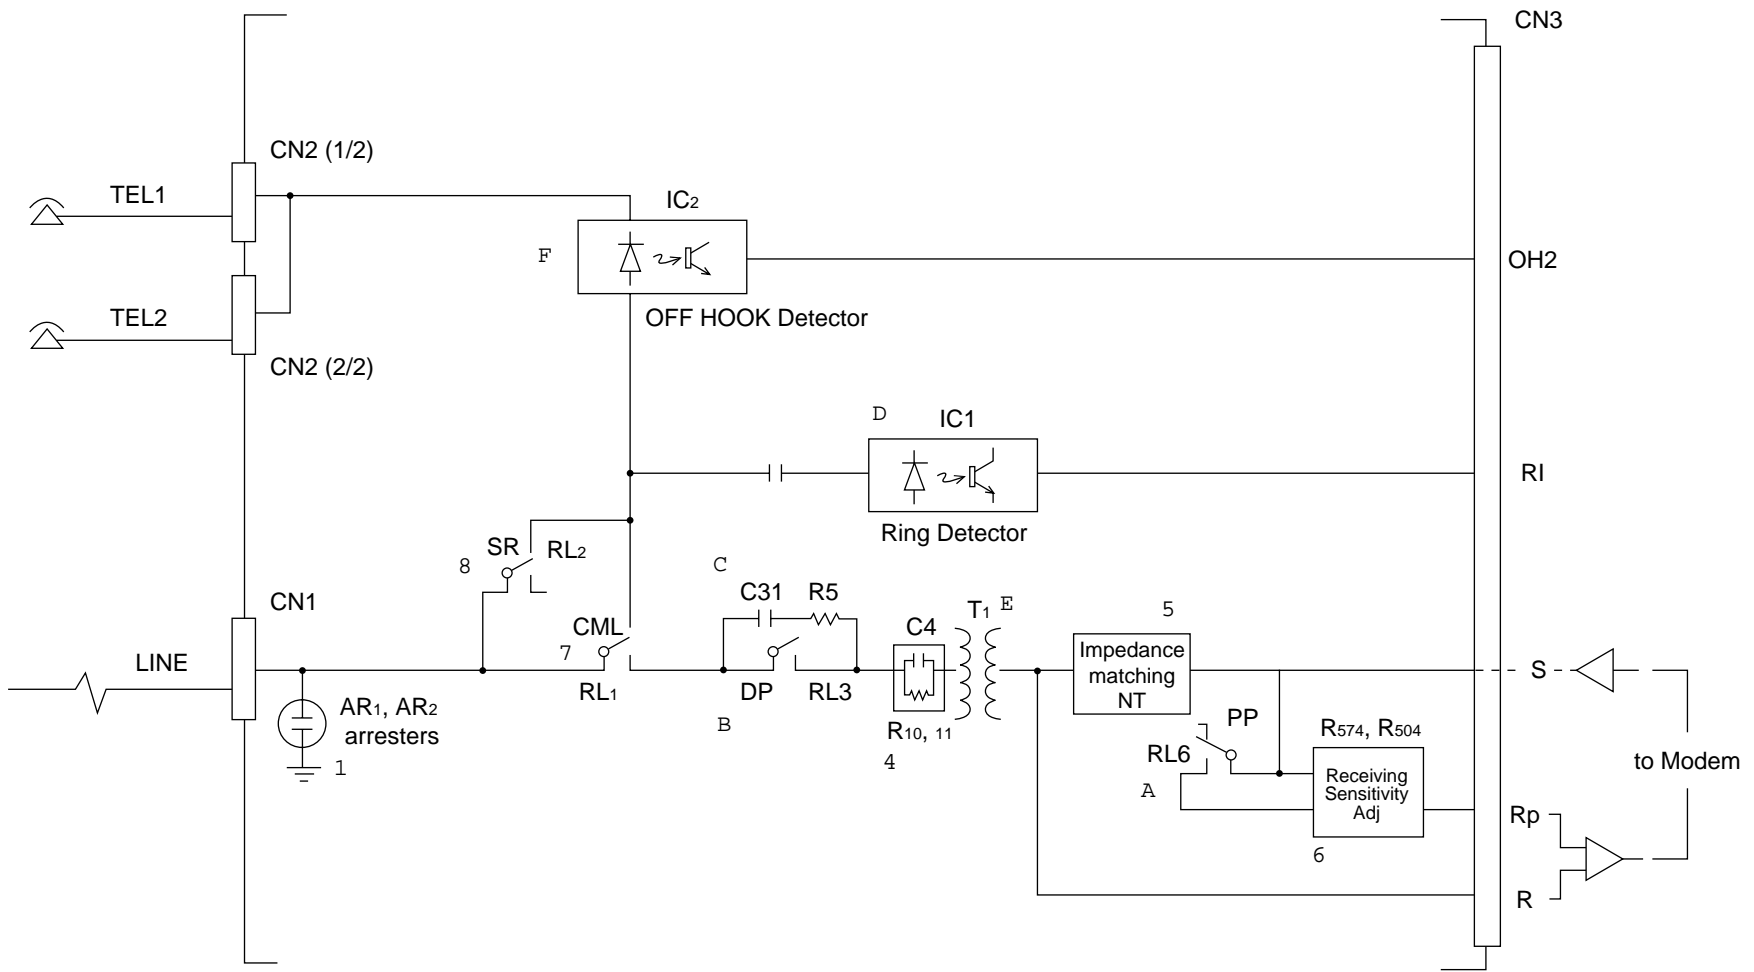 CN3
CN2 (1/2)
TEL1
IC2
F
OH2
TEL2
OFF HOOK Detector
CN2 (2/2)
D
IC1
RI
Ring Detector
SR
RL2
8
C
C31
R5
CN1
T1
E
5
CML
C4
7
LINE
Impedance
matching
NT
S
RL1
DP
RL3
AR1, AR2
arresters
B
R10, 11
PP
R574, R504
1
4
RL6
to Modem
A
Receiving
Sensitivity
Adj
Rp
6
R